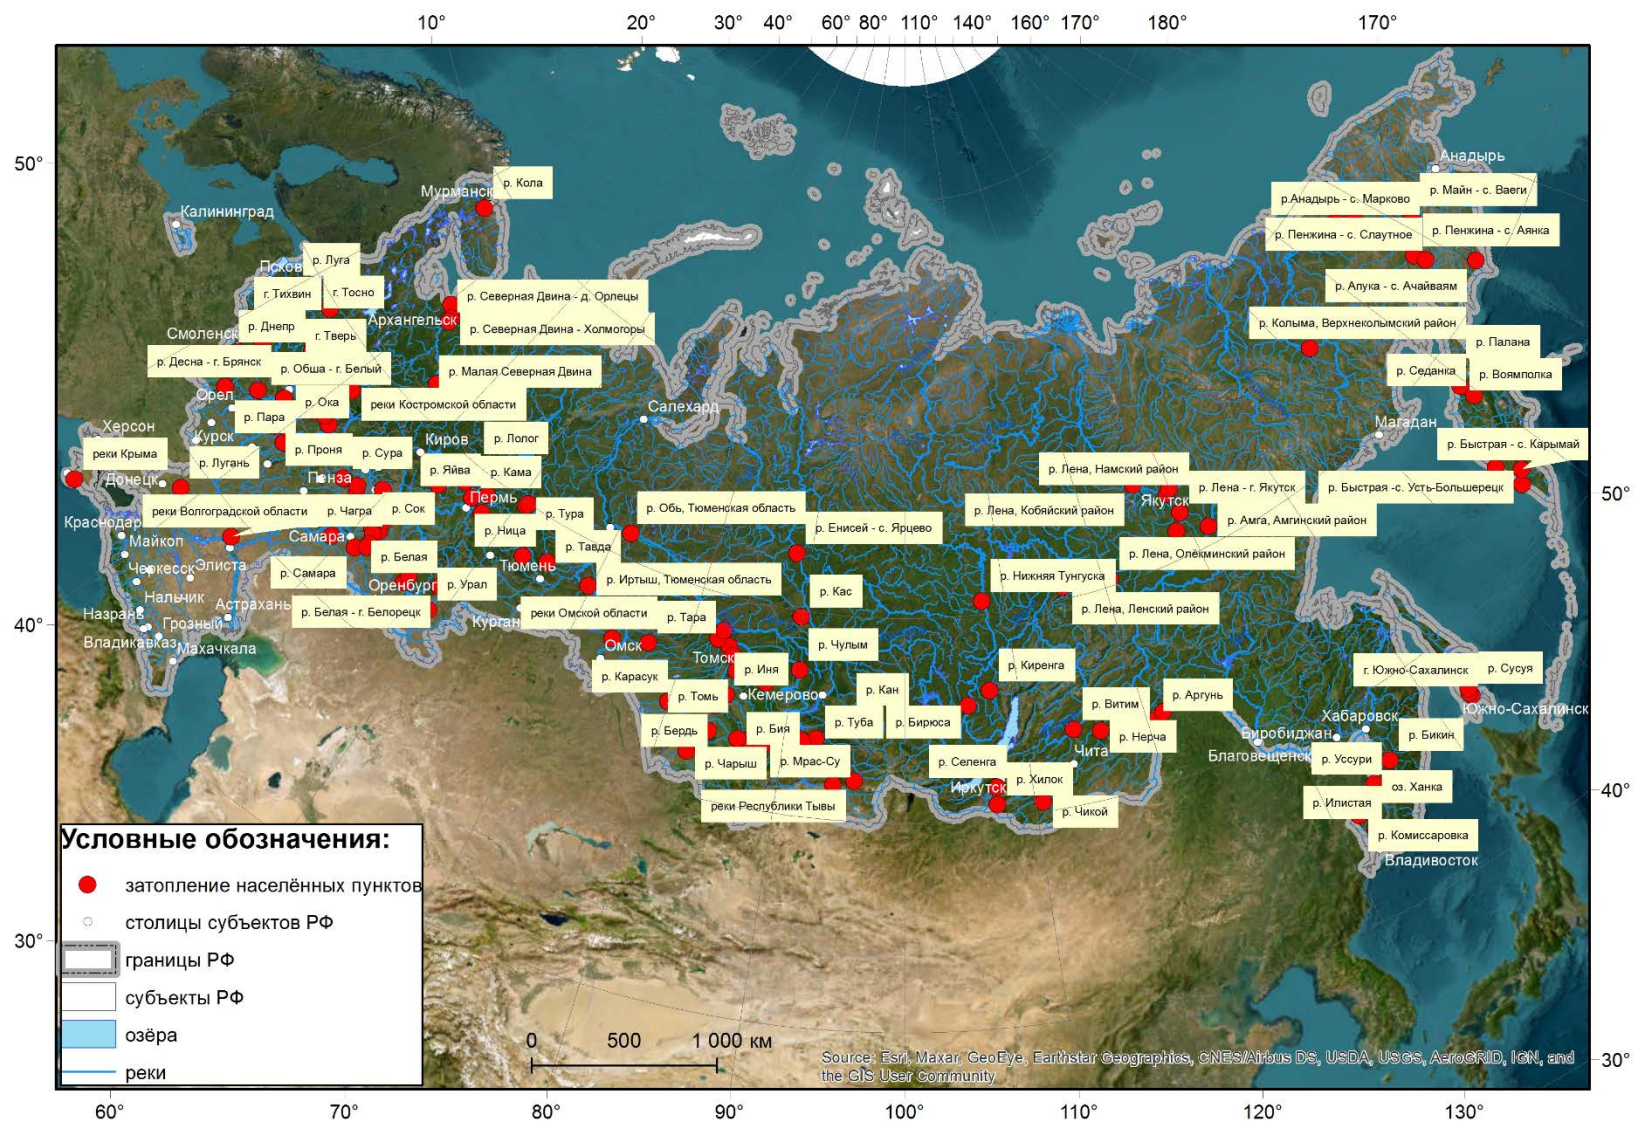 10° 20° 30° 40° 60° 80° 110° 140° 160° 170° 180° 170°
50°
40°
30°
50°
40°
30°
60° 70° 80° 90° 100° 110° 120° 130°
Анадырь
р. Майн - с. Ваеги
р.Анадырь - с. Марково
р. Пенжина - с. Слаутное
р. Пенжина - с. Аянка
р. Апука - с. Ачайваям
р. Колыма, Верхнеколымский район
р. Палана
р. Седанка
р. Воямполка
Магадан
р. Быстрая - с. Карымай
р. Быстрая -с. Усть-Большерецк
Мурманск
р. Кола
Калининград
Псков
р. Луга
г. Тихвин
г. Тосно
р. Северная Двина - д. Орлецы
Архангельск
р. Северная Двина - Холмогоры
Смоленск
р. Днепр
г. Тверь
р. Десна - г. Брянск
р. Обша - г. Белый
р. Малая Северная Двина
Орел
р. Ока
реки Костромской области
р. Пара
Салехард
Херсон
Курск
Киров
р. Лолог
реки Крыма
р. Проня
р. Сура
р. Лугань
р. Яйва
р. Кама
Донецк
Пенза
Пермь
реки Волгоградской области
р. Чагра
р. Сок
р. Тура
р. Обь, Тюменская область
Краснодар
р. Ница
р. Енисей - с. Ярцево
Майкоп
Самара
р. Тавда
Черкесск
Элиста
р. Белая
Тюмень
р. Самара
Оренбург
р. Урал
р. Иртыш, Тюменская область
Нальчик
Астрахань
р. Белая - г. Белорецк
реки Омской области
р. Кас
Назрань
Грозный
Курган
р. Тара
Владикавказ
Махачкала
Омск
Томск
р. Чулым
р. Иня
р. Карасук
р. Томь
Кемерово
р. Кан
р. Бердь
р. Бия
р. Туба
р. Бирюса
р. Чарыш
р. Мрас-Су
реки Республики Тывы
р. Лена, Намский район
Якутск
р. Лена - г. Якутск
р. Лена, Кобяйский район
р. Амга, Амгинский район
р. Лена, Олёкминский район
р. Нижняя Тунгуска
р. Лена, Ленский район
р. Киренга
р. Витим
р. Аргунь
р. Нерча
Чита
р. Селенга
Иркутск
р. Хилок
р. Чикой
г. Южно-Сахалинск
р. Сусуя
Южно-Сахалинск
Хабаровск
Биробиджан
р. Бикин
Благовещенск
р. Уссури
оз. Ханка
р. Илистая
р. Комиссаровка
Владивосток
Условные обозначения:
затопление населённых пунктов
столицы субъектов РФ
границы РФ
субъекты РФ
озёра
реки
0 500 1 000 км
Source: Esri, Maxar, GeoEye, Earthstar Geographics, CNES/Airbus DS, USDA, USGS, AeroGRID, IGN, and
the GIS User Community